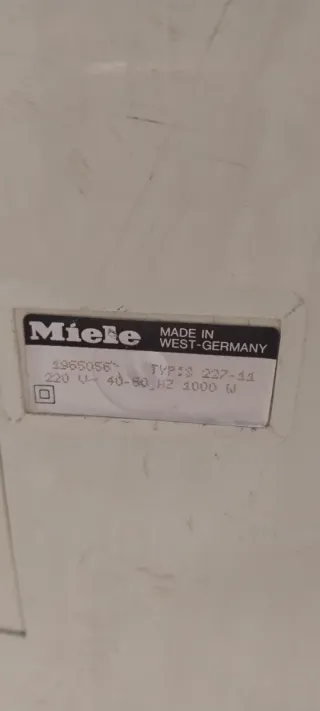 Miele MADE IN
WEST-GERMANY
1965056 TYP:S 227-11
220 V~ 40-60 HZ 1000 W